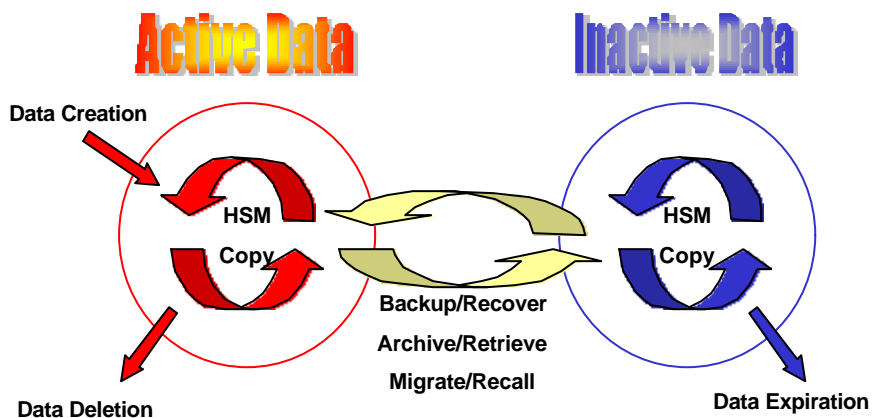 Active Data
Inactive Data
Data Creation
HSM
Copy
HSM
Copy
Backup/Recover
Archive/Retrieve
Migrate/Recall
Data Deletion
Data Expiration